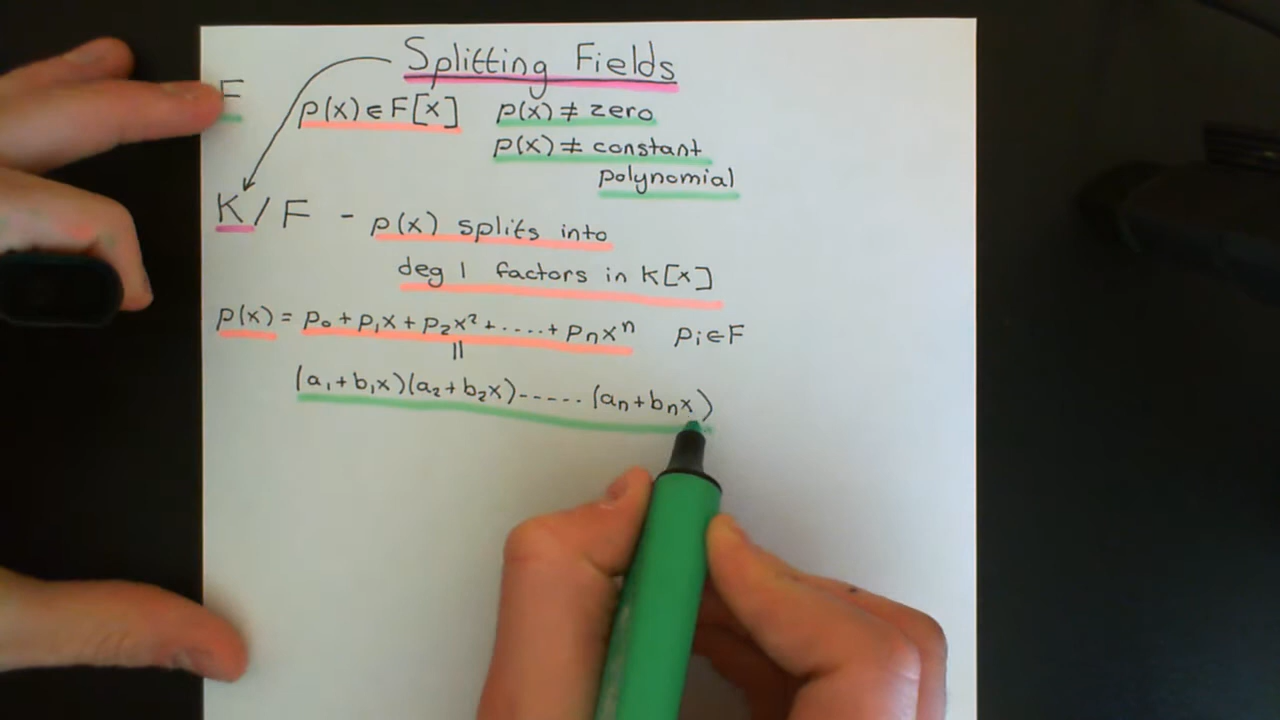 Splitting Fields
F p(x) ∈ F[x] p(x) ≠ zero
p(x) ≠ constant
polynomial
K/F - p(x) splits into
deg 1 factors in K[x]
p(x) = p₀ + p₁x + p₂x² + ..... + pₙxⁿ pᵢ∈F
=
(a₁+b₁x)(a₂+b₂x)------(aₙ+bₙx)